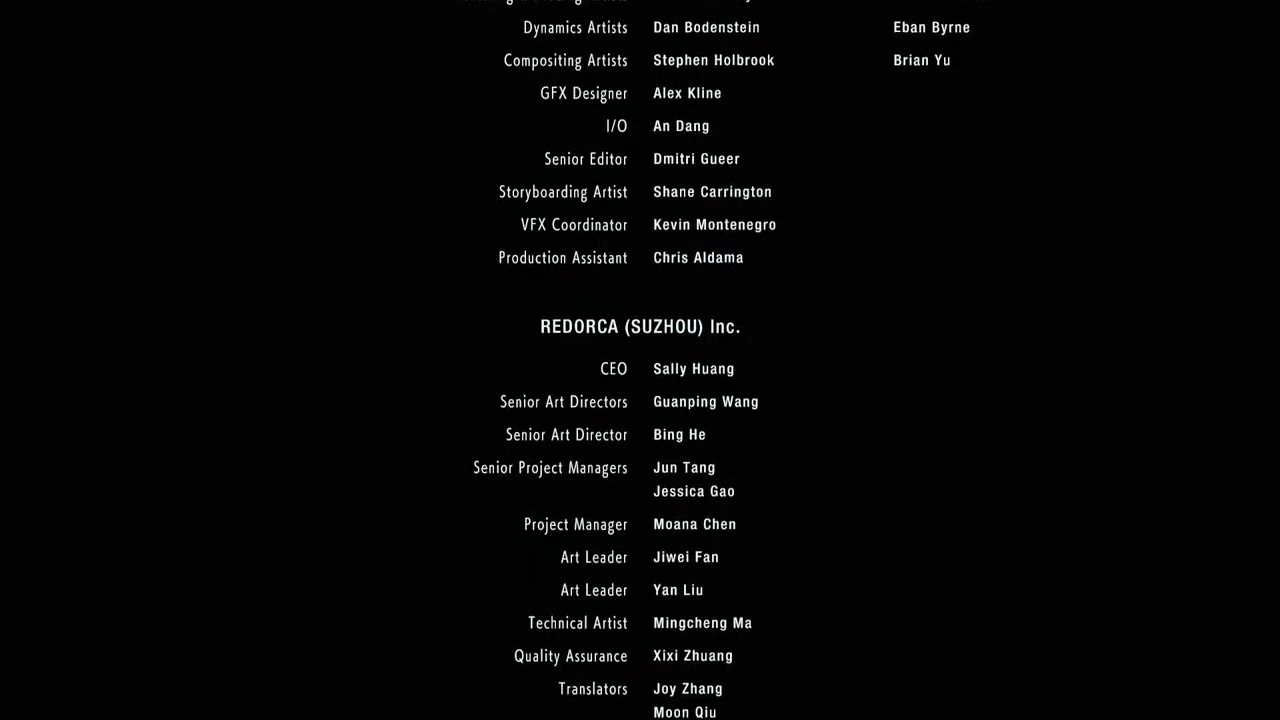 Dynamics Artists Dan Bodenstein Eban Byrne
Compositing Artists Stephen Holbrook Brian Yu
GFX Designer Alex Kline
I/O An Dang
Senior Editor Dmitri Gueer
Storyboarding Artist Shane Carrington
VFX Coordinator Kevin Montenegro
Production Assistant Chris Aldama
REDORCA (SUZHOU) Inc.
CEO Sally Huang
Senior Art Directors Guanping Wang
Senior Art Director Bing He
Senior Project Managers Jun Tang
Jessica Gao
Project Manager Moana Chen
Art Leader Jiwei Fan
Art Leader Yan Liu
Technical Artist Mingcheng Ma
Quality Assurance Xixi Zhuang
Translators Joy Zhang
Moon Qiu